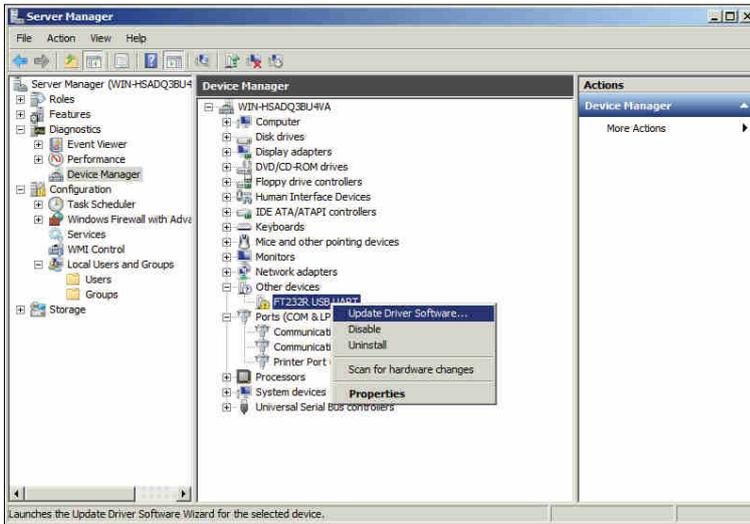 Server Manager
File Action View Help
Server Manager (WIN-HSADQ3BU4
Roles
Features
Diagnostics
Event Viewer
Performance
Device Manager
Configuration
Task Scheduler
Windows Firewall with Adva
Services
WMI Control
Local Users and Groups
Users
Groups
Storage
Device Manager
WIN-HSADQ3BU4VA
Computer
Disk drives
Display adapters
DVD/CD-ROM drives
Floppy drive controllers
Human Interface Devices
IDE ATA/ATAPI controllers
Keyboards
Mice and other pointing devices
Monitors
Network adapters
Other devices
FT232R USB UART
Ports (COM & LP
Communicati
Communicati
Printer Port
Processors
System devices
Universal Serial Bus controllers
Update Driver Software...
Disable
Uninstall
Scan for hardware changes
Properties
Actions
Device Manager
More Actions
Launches the Update Driver Software Wizard for the selected device.